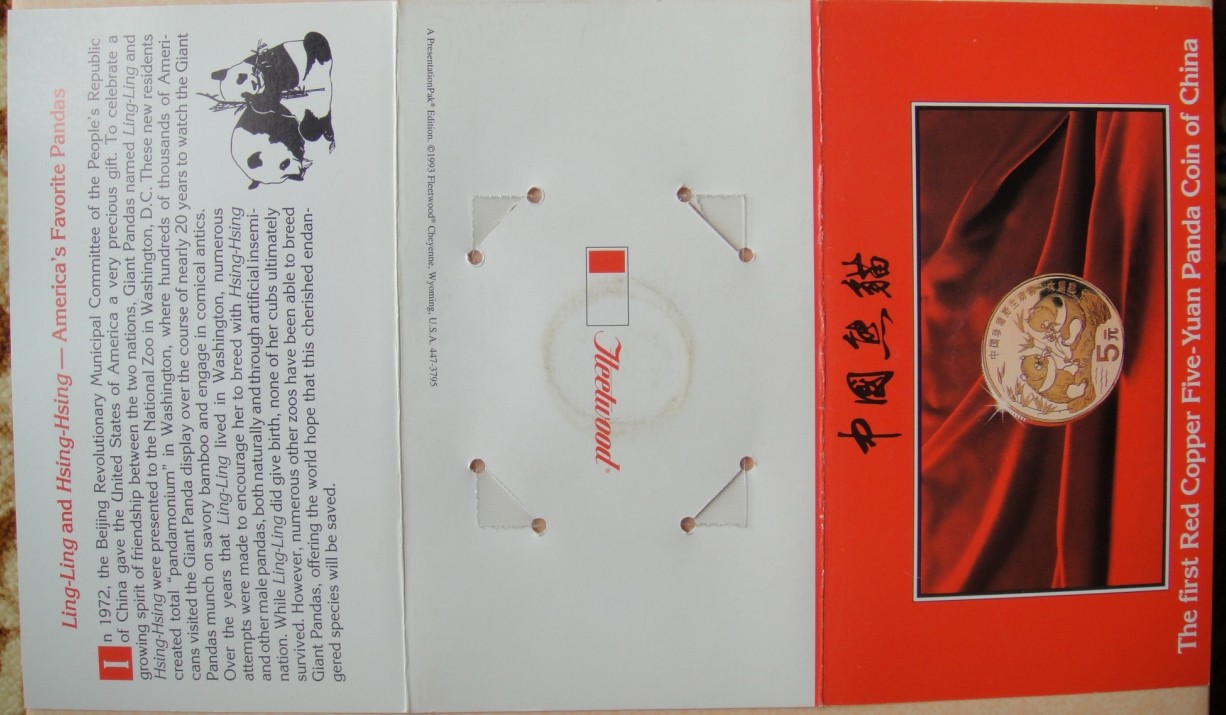 Ling-Ling and Hsing-Hsing — America's Favorite Pandas
In 1972, the Beijing Revolutionary Municipal Committee of the People's Republic
of China gave the United States of America a very precious gift. To celebrate a
growing spirit of friendship between the two nations, Giant Pandas named Ling-Ling and
Hsing-Hsing were presented to the National Zoo in Washington, D.C. These new residents
created total "pandamonium" in Washington, where hundreds of thousands of Ameri-
cans visited the Giant Panda display over the course of nearly 20 years to watch the Giant
Pandas munch on savory bamboo and engage in comical antics.
Over the years that Ling-Ling lived in Washington, numerous
attempts were made to encourage her to breed with Hsing-Hsing
and other male pandas, both naturally and through artificial insemi-
nation. While Ling-Ling did give birth, none of her cubs ultimately
survived. However, numerous other zoos have been able to breed
Giant Pandas, offering the world hope that this cherished endan-
gered species will be saved.
A PresentationPak® Edition. ©1993 Fleetwood® Cheyenne, Wyoming, U.S.A. 447-3795
Fleetwood®
中國熊貓
5元
The first Red Copper Five-Yuan Panda Coin of China